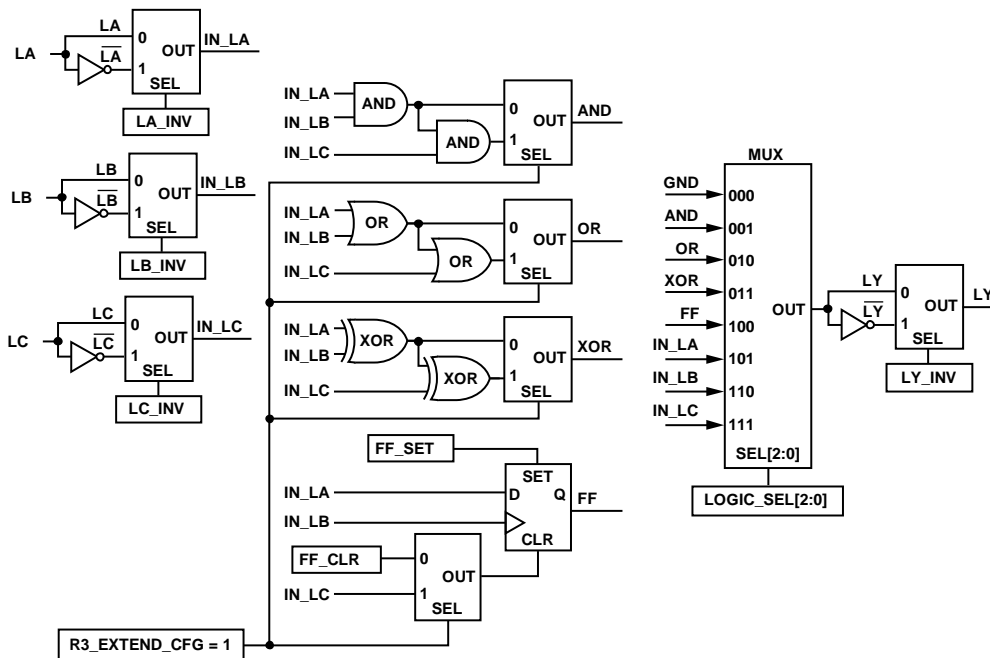 LA
LA
LA
0
1
OUT
SEL
IN_LA
LA_INV
LB
LB
LB
0
1
OUT
SEL
IN_LB
LB_INV
LC
LC
LC
0
1
OUT
SEL
IN_LC
LC_INV
IN_LA
IN_LB
IN_LC
AND
AND
0
1
OUT
SEL
AND
IN_LA
IN_LB
IN_LC
OR
OR
0
1
OUT
SEL
OR
IN_LA
IN_LB
IN_LC
XOR
XOR
0
1
OUT
SEL
XOR
FF_SET
IN_LA
IN_LB
SET
D
Q
CLR
FF
FF_CLR
IN_LC
0
1
OUT
SEL
R3_EXTEND_CFG = 1
MUX
GND
000
AND
001
OR
010
XOR
011
FF
100
IN_LA
101
IN_LB
110
IN_LC
111
OUT
SEL[2:0]
LOGIC_SEL[2:0]
LY
LY
0
1
OUT
SEL
LY
LY_INV